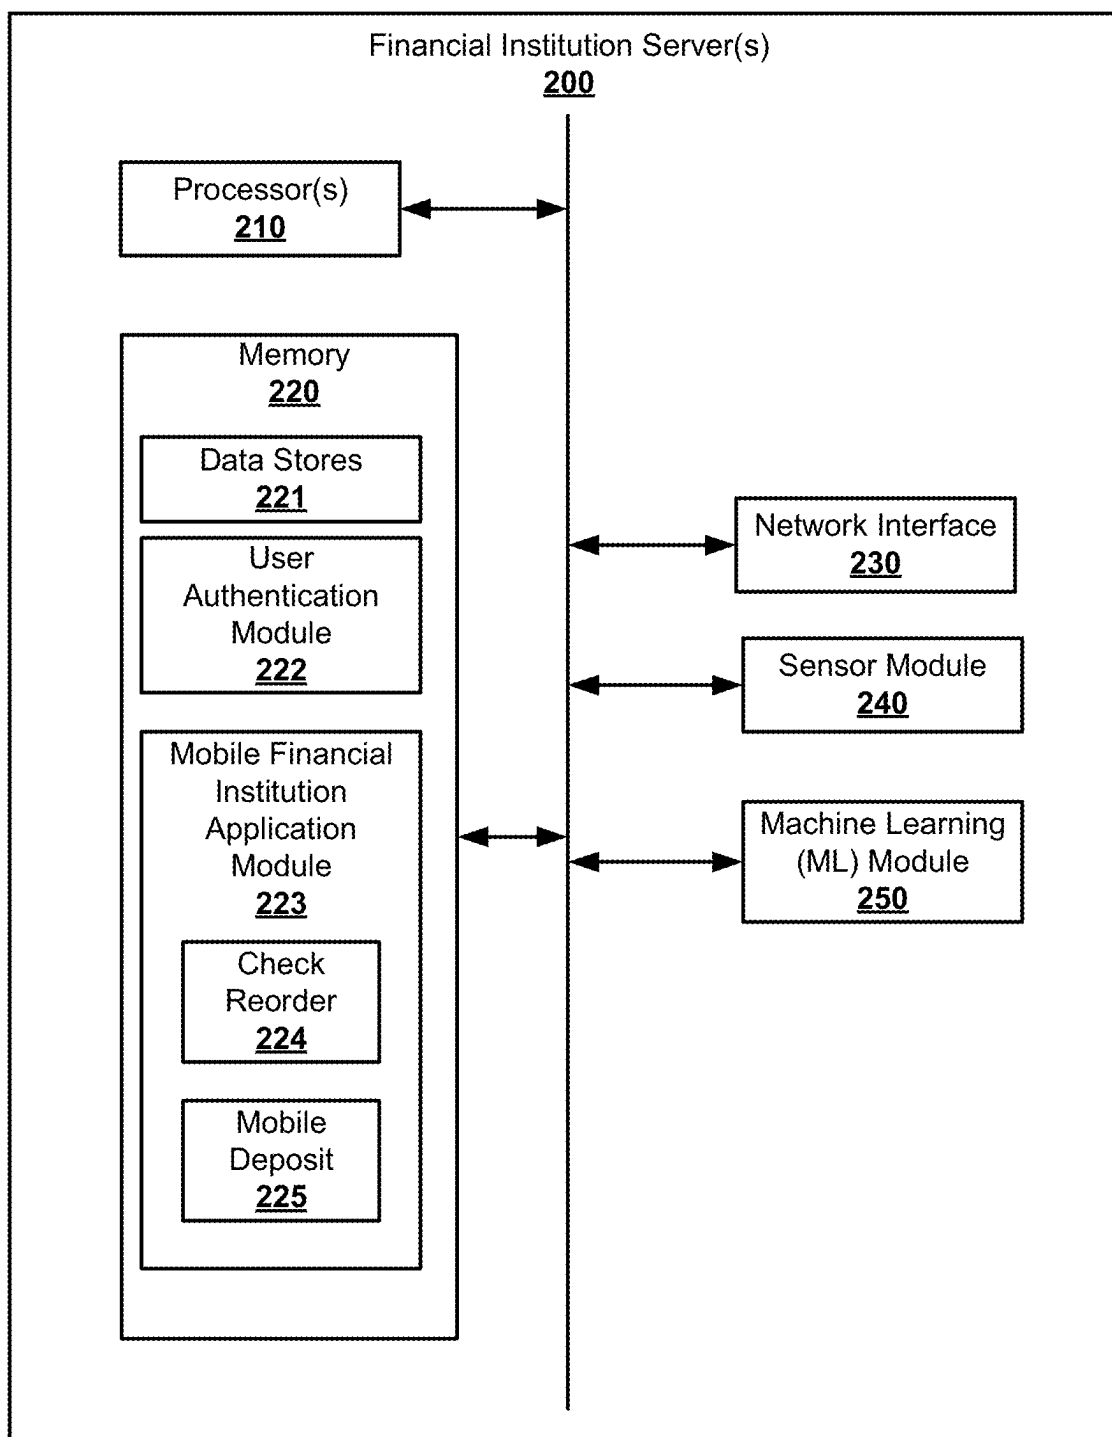 Financial Institution Server(s)
200
Processor(s)
210
Memory
220
Data Stores
221
User
Authentication
Module
222
Mobile Financial
Institution
Application
Module
223
Check
Reorder
224
Mobile
Deposit
225
Network Interface
230
Sensor Module
240
Machine Learning
(ML) Module
250